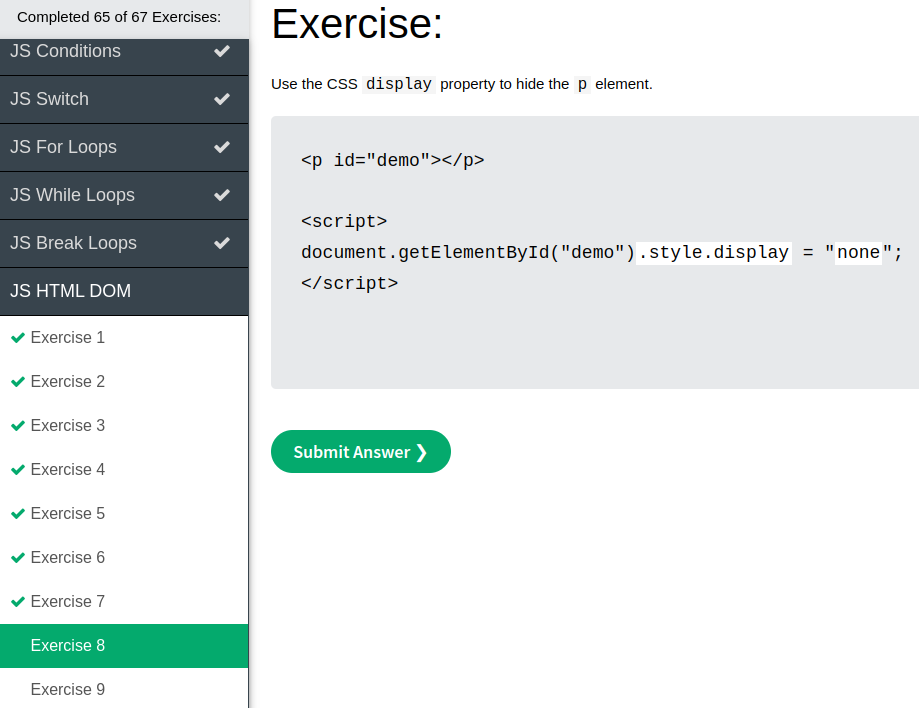 Completed 65 of 67 Exercises:
JS Conditions
JS Switch
JS For Loops
JS While Loops
JS Break Loops
JS HTML DOM
Exercise 1
Exercise 2
Exercise 3
Exercise 4
Exercise 5
Exercise 6
Exercise 7
Exercise 8
Exercise 9
Exercise:
Use the CSS display property to hide the p element.
<p id="demo"></p>
<script>
document.getElementById("demo").style.display = "none";
</script>
Submit Answer ❯